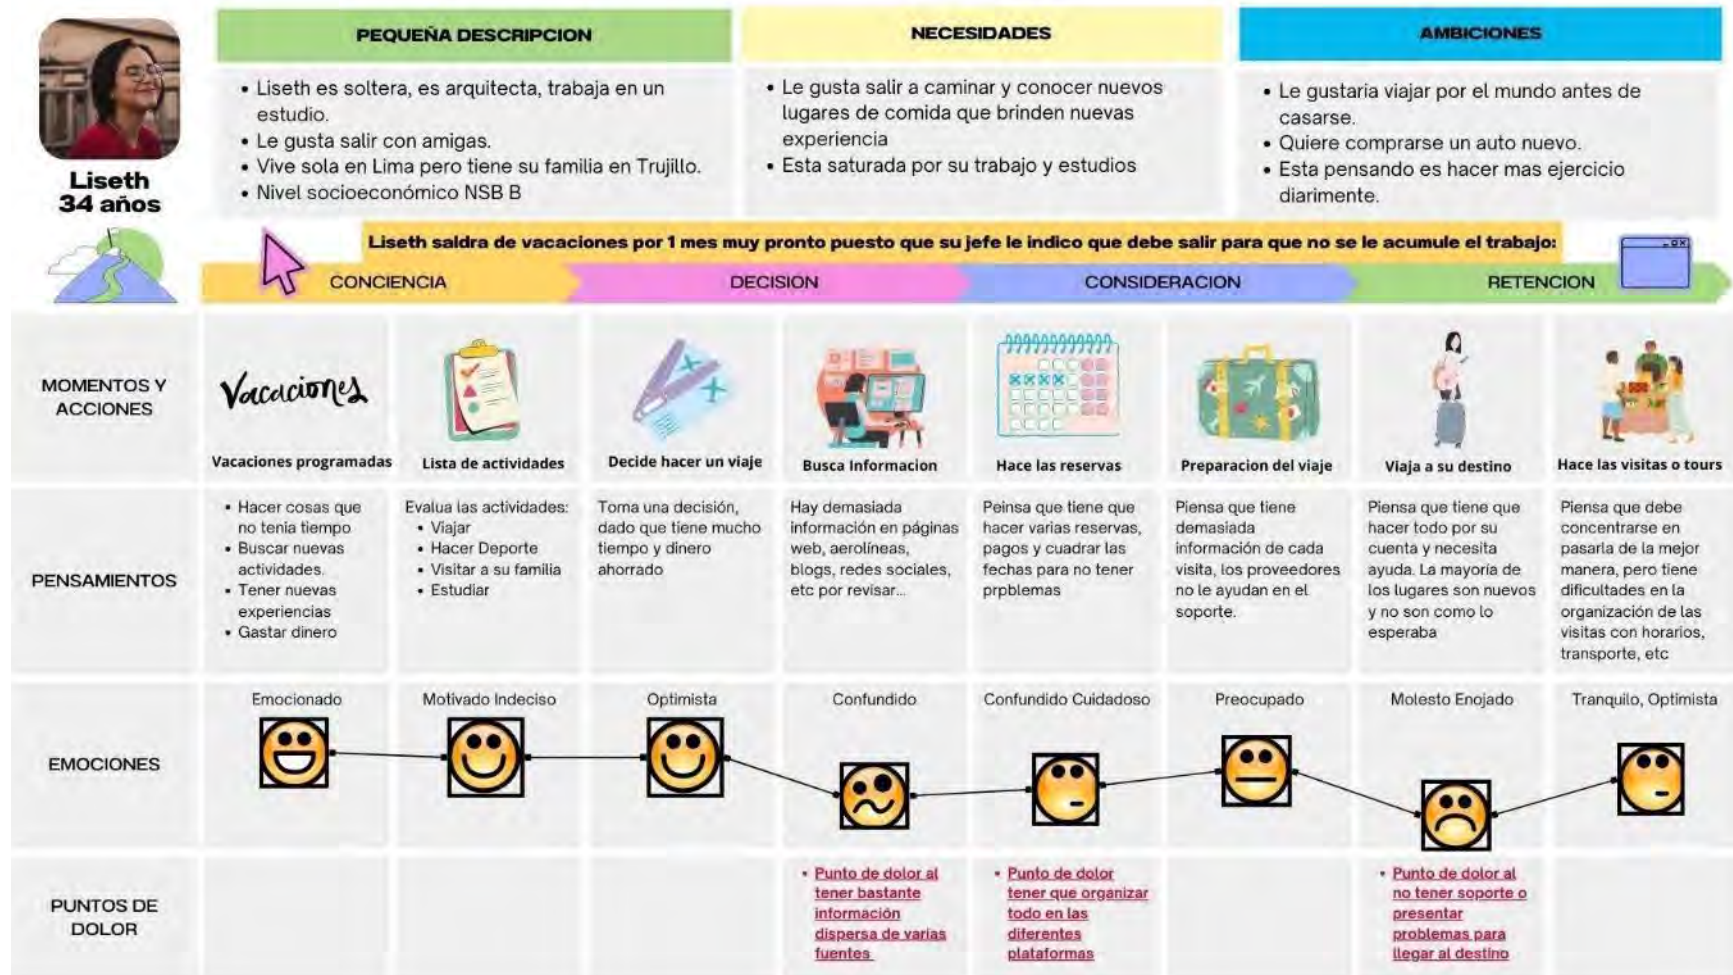 PEQUEÑA DESCRIPCION
NECESIDADES
AMBICIONES
Liseth
34 años
• Liseth es soltera, es arquitecta, trabaja en un
estudio.
• Le gusta salir con amigas.
• Vive sola en Lima pero tiene su familia en Trujillo.
• Nivel socioeconómico NSB B
• Le gusta salir a caminar y conocer nuevos
lugares de comida que brinden nuevas
experiencia
• Esta saturada por su trabajo y estudios
• Le gustaria viajar por el mundo antes de
casarse.
• Quiere comprarse un auto nuevo.
• Esta pensando es hacer mas ejercicio
diarimente.
Liseth saldra de vacaciones por 1 mes muy pronto puesto que su jefe le indico que debe salir para que no se le acumule el trabajo:
CONCIENCIA
DECISION
CONSIDERACION
RETENCION
MOMENTOS Y
ACCIONES
Vacaciones
Vacaciones programadas
Lista de actividades
Decide hacer un viaje
Busca Informacion
Hace las reservas
Preparacion del viaje
Viaja a su destino
Hace las visitas o tours
PENSAMIENTOS
• Hacer cosas que
no tenia tiempo
• Buscar nuevas
actividades.
• Tener nuevas
experiencias
• Gastar dinero
Evalua las actividades:
• Viajar
• Hacer Deporte
• Visitar a su familia
• Estudiar
Toma una decisión,
dado que tiene mucho
tiempo y dinero
ahorrado
Hay demasiada
información en páginas
web, aerolíneas,
blogs, redes sociales,
etc por revisar...
Peinsa que tiene que
hacer varias reservas,
pagos y cuadrar las
fechas para no tener
prpblemas
Piensa que tiene
demasiada
información de cada
visita, los proveedores
no le ayudan en el
soporte.
Piensa que tiene que
hacer todo por su
cuenta y necesita
ayuda. La mayoría de
los lugares son nuevos
y no son como lo
esperaba
Piensa que debe
concentrarse en
pasarla de la mejor
manera, pero tiene
dificultades en la
organización de las
visitas con horarios,
transporte, etc
EMOCIONES
Emocionado
Motivado Indeciso
Optimista
Confundido
Confundido Cuidadoso
Preocupado
Molesto Enojado
Tranquilo, Optimista
PUNTOS DE
DOLOR
• Punto de dolor al
tener bastante
información
dispersa de varias
fuentes
• Punto de dolor
tener que organizar
todo en las
diferentes
plataformas
• Punto de dolor al
no tener soporte o
presentar
problemas para
llegar al destino